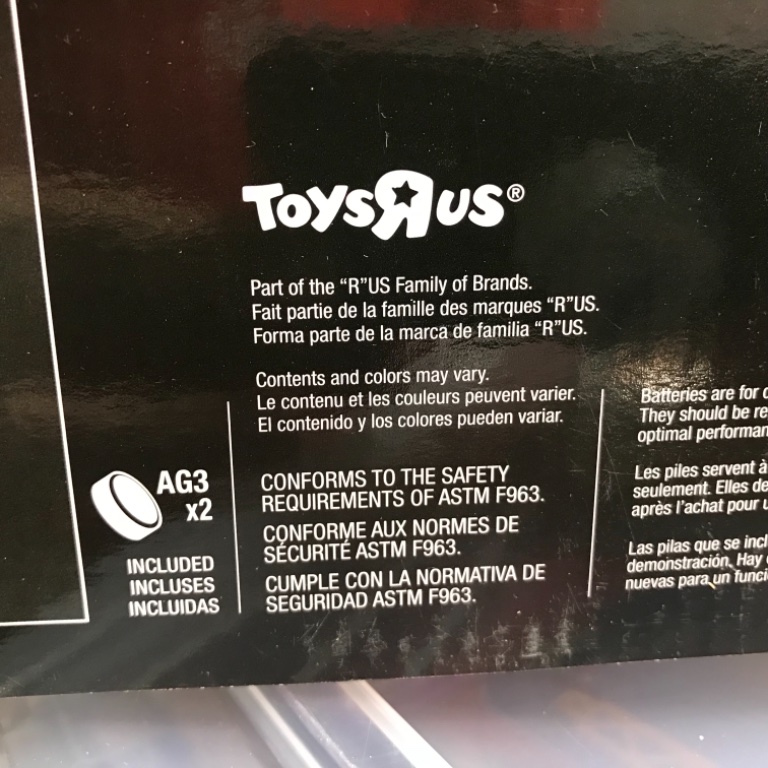 TOYSRUS®
Part of the “R”US Family of Brands.
Fait partie de la famille des marques “R”US.
Forma parte de la marca de familia “R”US.
Contents and colors may vary.
Le contenu et les couleurs peuvent varier.
El contenido y los colores pueden variar.
AG3
x2
INCLUDED
INCLUSES
INCLUIDAS
CONFORMS TO THE SAFETY
REQUIREMENTS OF ASTM F963.
CONFORME AUX NORMES DE
SÉCURITÉ ASTM F963.
CUMPLE CON LA NORMATIVA DE
SEGURIDAD ASTM F963.
Batteries are for
They should be
optimal
Les piles servent à
seulement. Elles
après l'achat pour
Las pilas que se
demonstración. Hay
nuevas para un